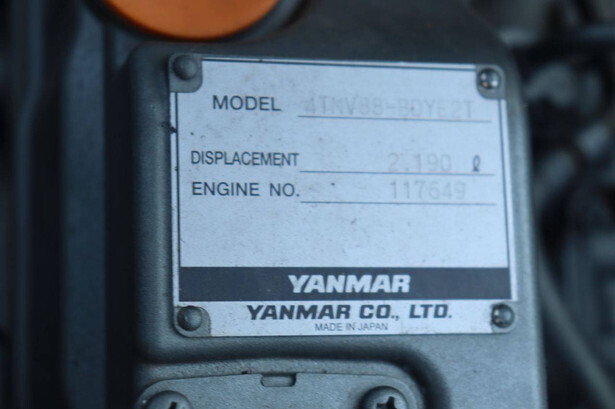 MODEL 4TNV88-BDYE2T
DISPLACEMENT 2.190 ℓ
ENGINE NO. 117649
YANMAR
YANMAR CO., LTD.
MADE IN JAPAN